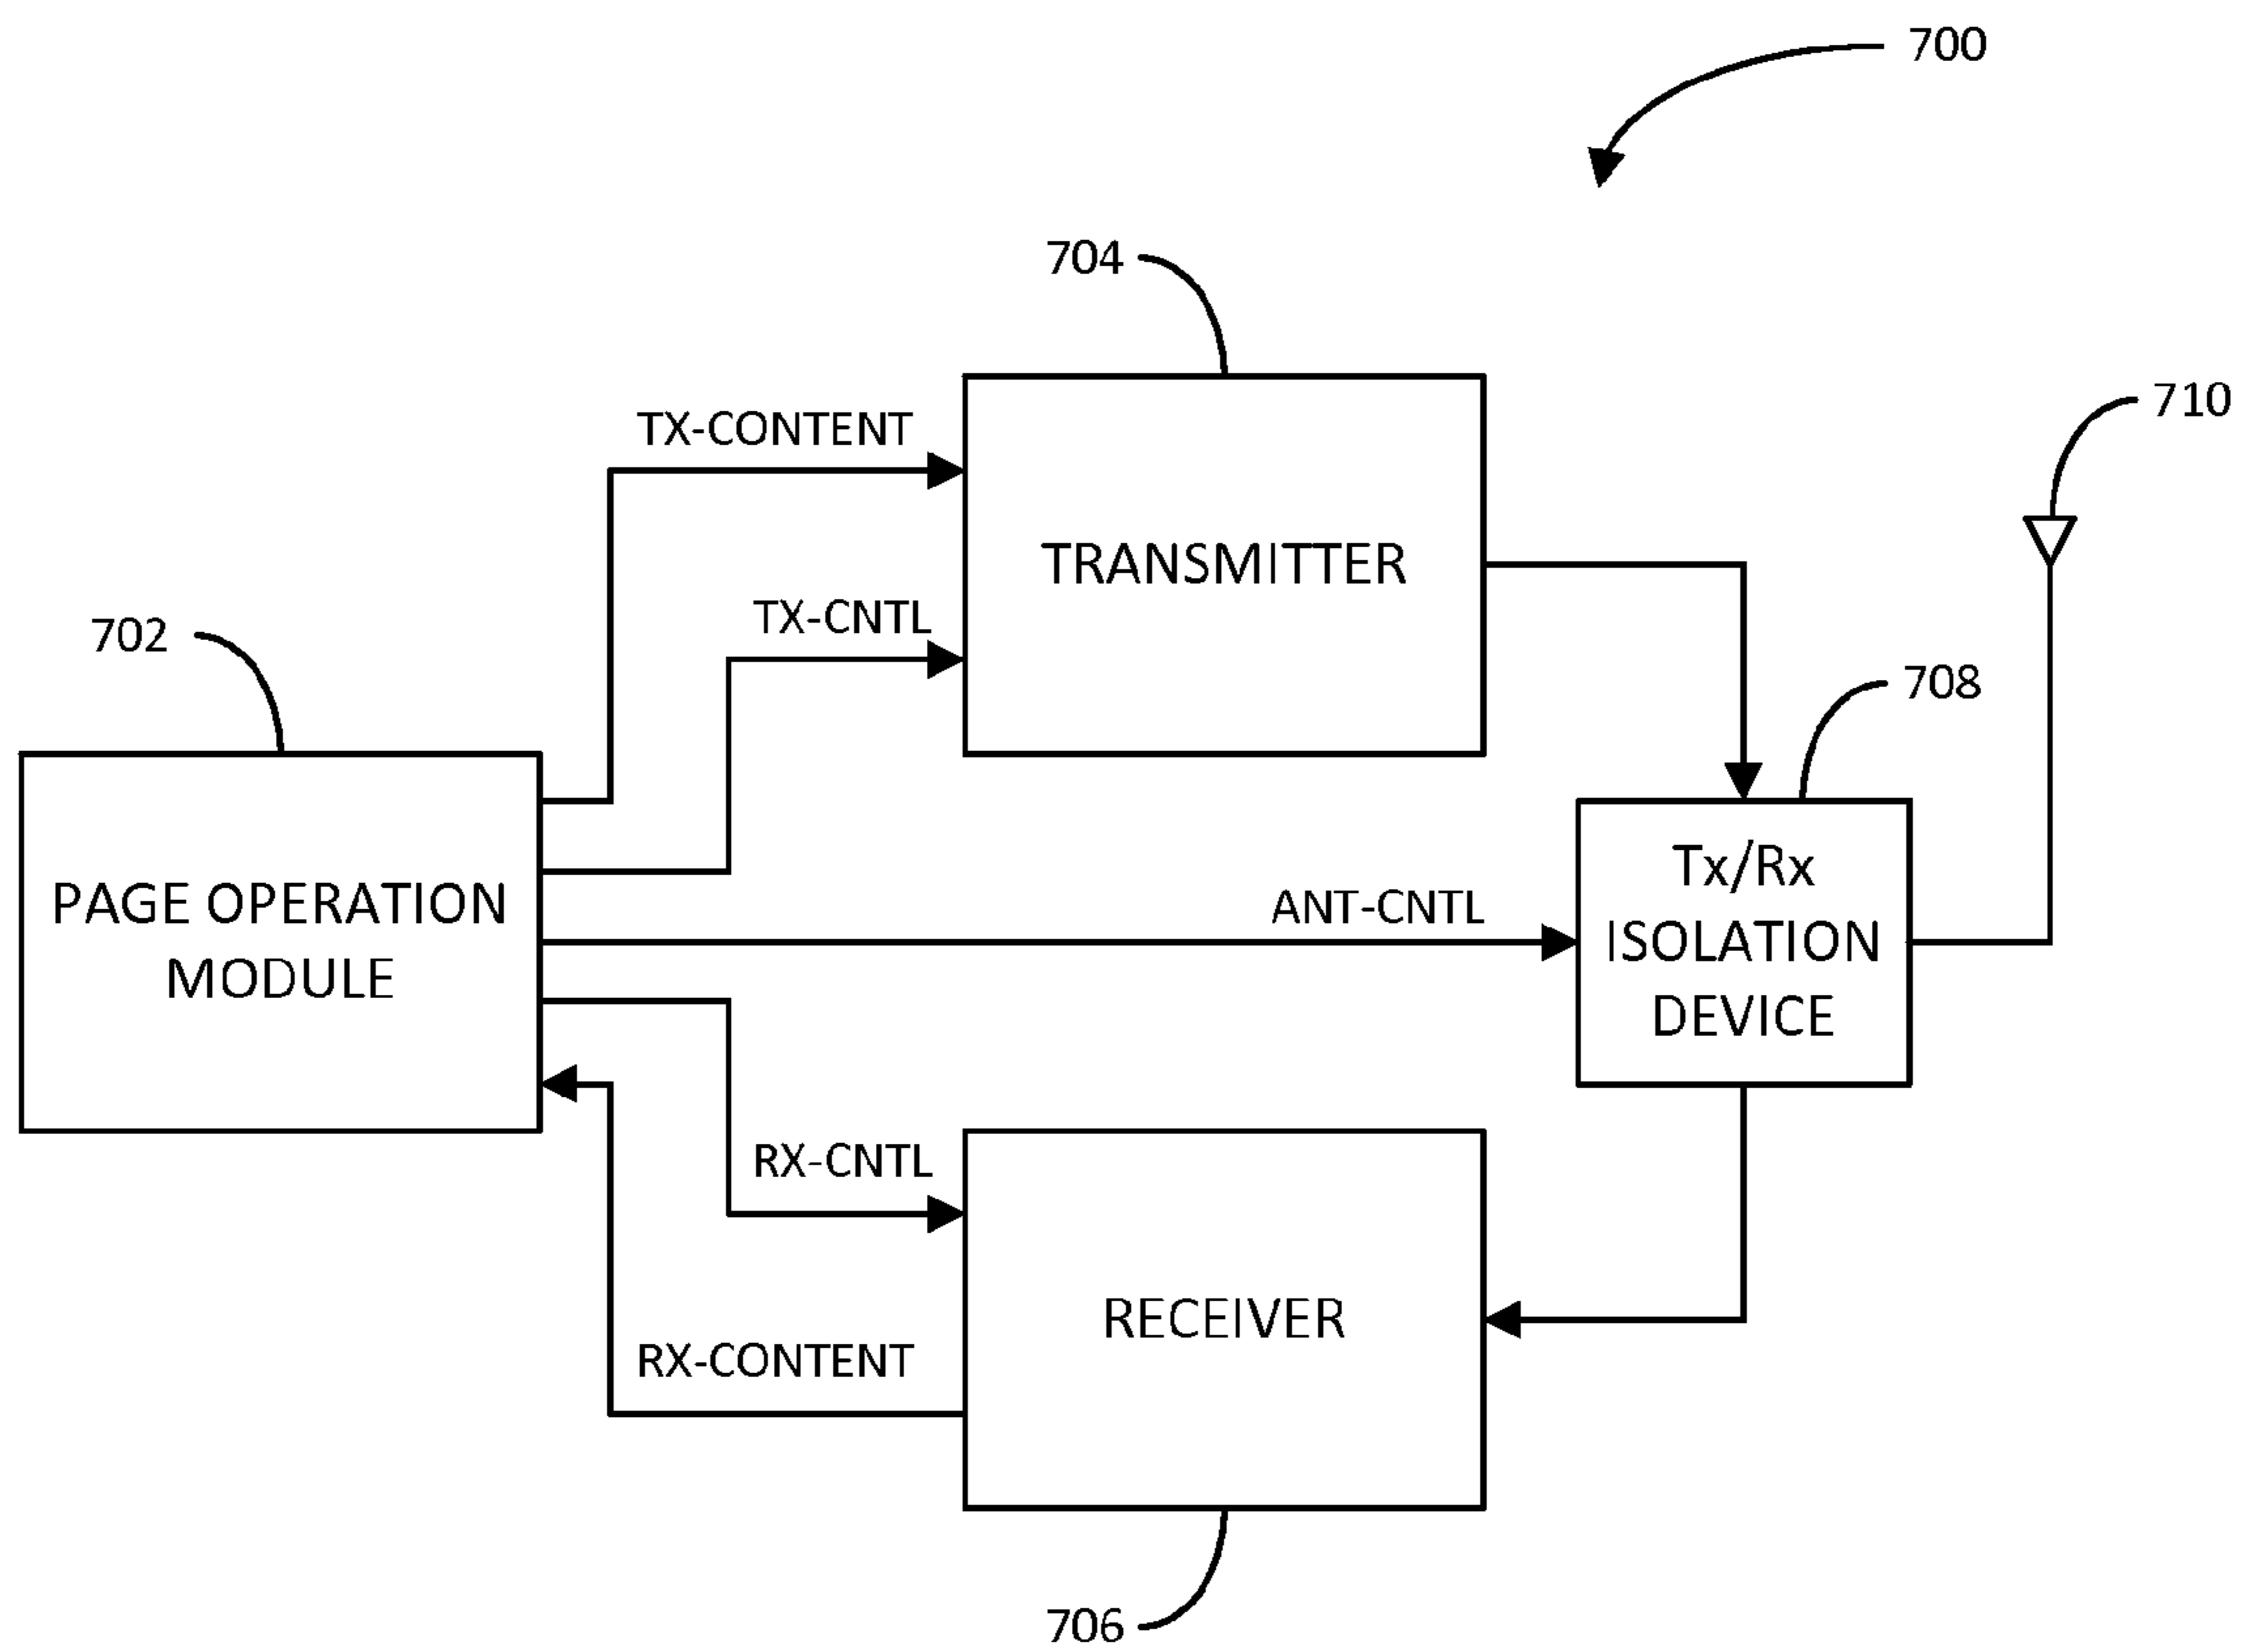 700
704
710
TX-CONTENT
TRANSMITTER
TX-CNTL
702
708
PAGE OPERATION
MODULE
ANT-CNTL
Tx/Rx
ISOLATION
DEVICE
RX-CNTL
RECEIVER
RX-CONTENT
706